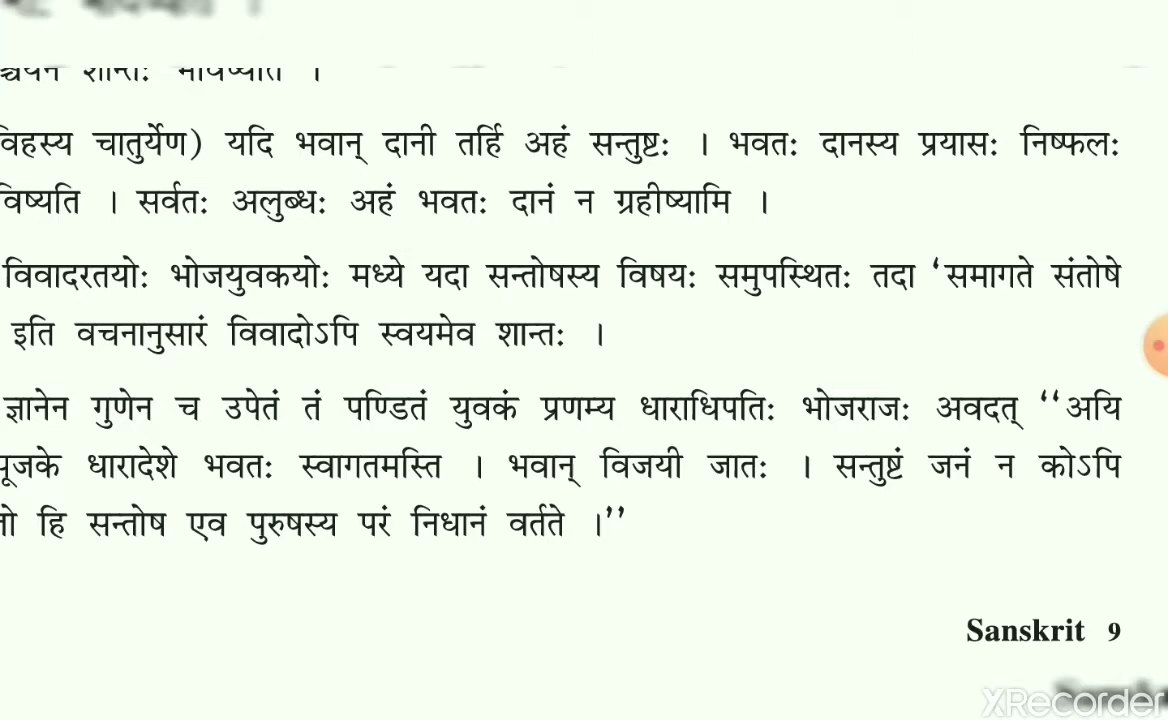 शान्तः भविष्यति ।
विहस्य चातुर्येण) यदि भवान् दानी तर्हि अहं सन्तुष्टः । भवतः दानस्य प्रयासः निष्फलः
विष्यति । सर्वतः अलुब्धः अहं भवतः दानं न ग्रहीष्यामि ।
विवादरतयोः भोजयुवकयोः मध्ये यदा सन्तोषस्य विषयः समुपस्थितः तदा ‘समागते संतोषे
इति वचनानुसारं विवादोऽपि स्वयमेव शान्तः ।
ज्ञानेन गुणेन च उपेतं तं पण्डितं युवकं प्रणम्य धाराधिपतिः भोजराजः अवदत् ‘‘अयि
पूजके धारादेशे भवतः स्वागतमस्ति । भवान् विजयी जातः । सन्तुष्टं जनं न कोऽपि
तो हि सन्तोष एव पुरुषस्य परं निधानं वर्तते ।’’
Sanskrit 9
XRecorder